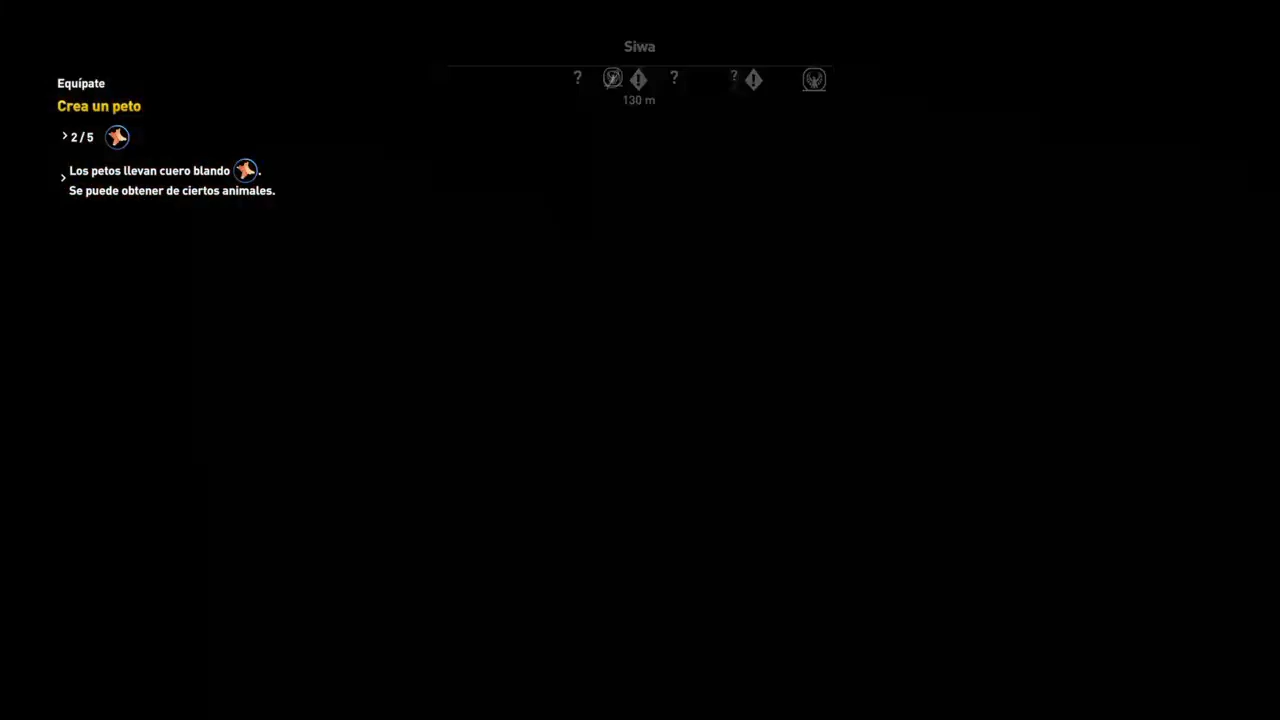 Siwa
? ! ? ? !
130 m
Equípate
Crea un peto
2/5
Los petos llevan cuero blando.
Se puede obtener de ciertos animales.